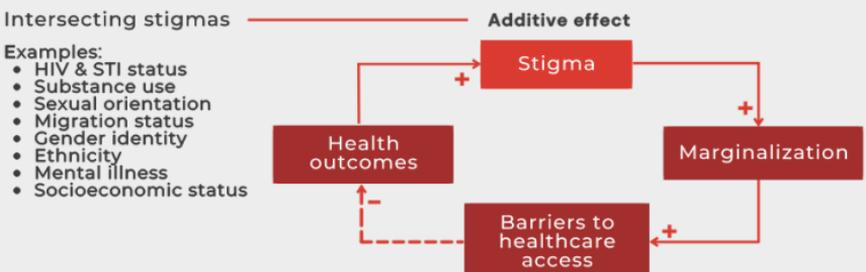 Intersecting stigmas
Additive effect
Examples:
• HIV & STI status
• Substance use
• Sexual orientation
• Migration status
• Gender identity
• Ethnicity
• Mental illness
• Socioeconomic status
Stigma
+
+
Health
outcomes
Marginalization
-
Barriers to
healthcare
access
+